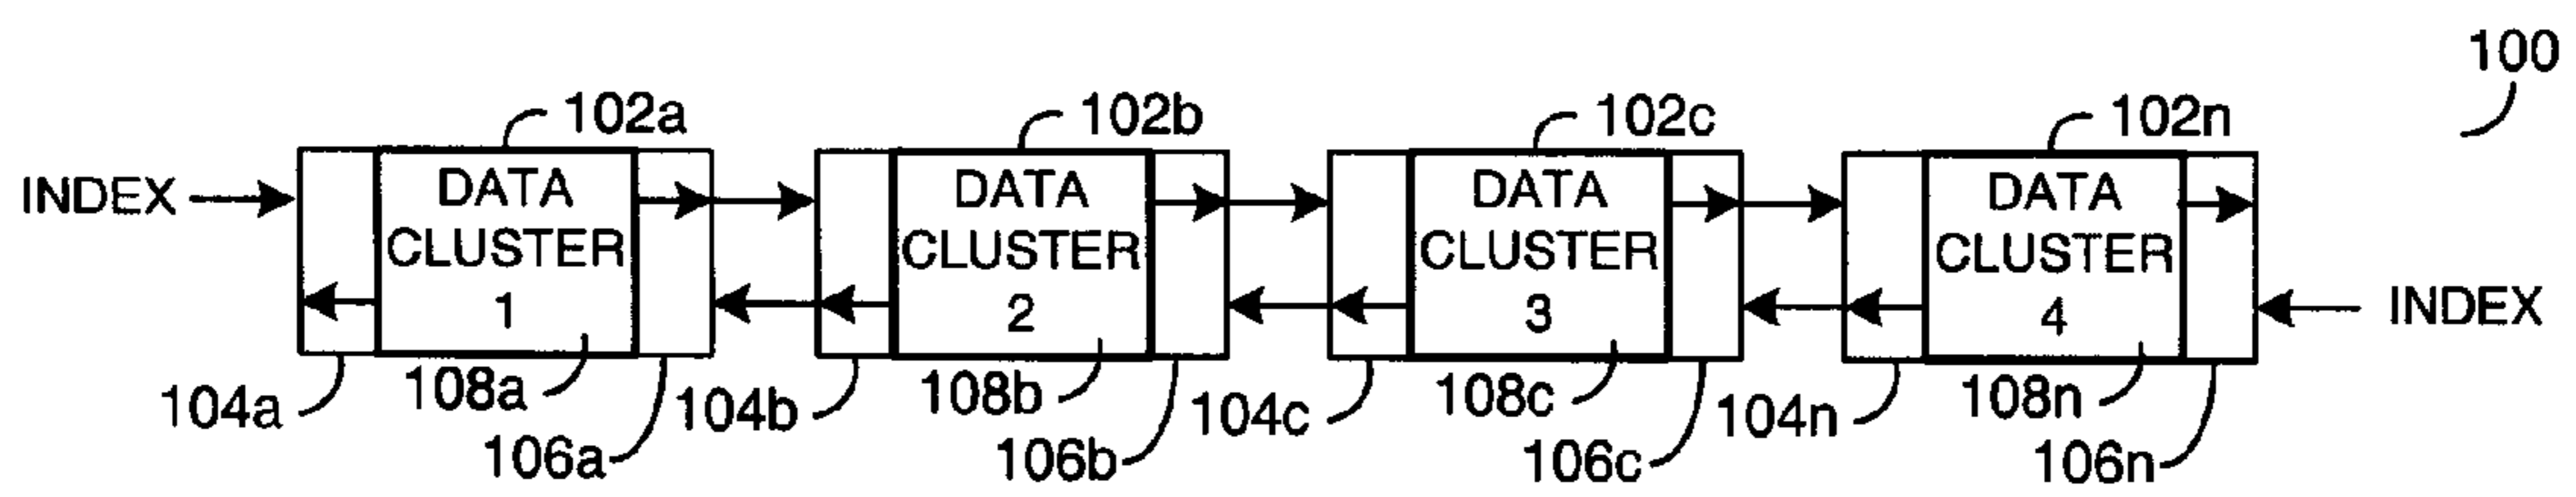 100
102a
102b
102c
102n
INDEX
DATA
CLUSTER
1
DATA
CLUSTER
2
DATA
CLUSTER
3
DATA
CLUSTER
4
INDEX
104a
108a
106a
104b
108b
106b
104c
108c
106c
104n
108n
106n